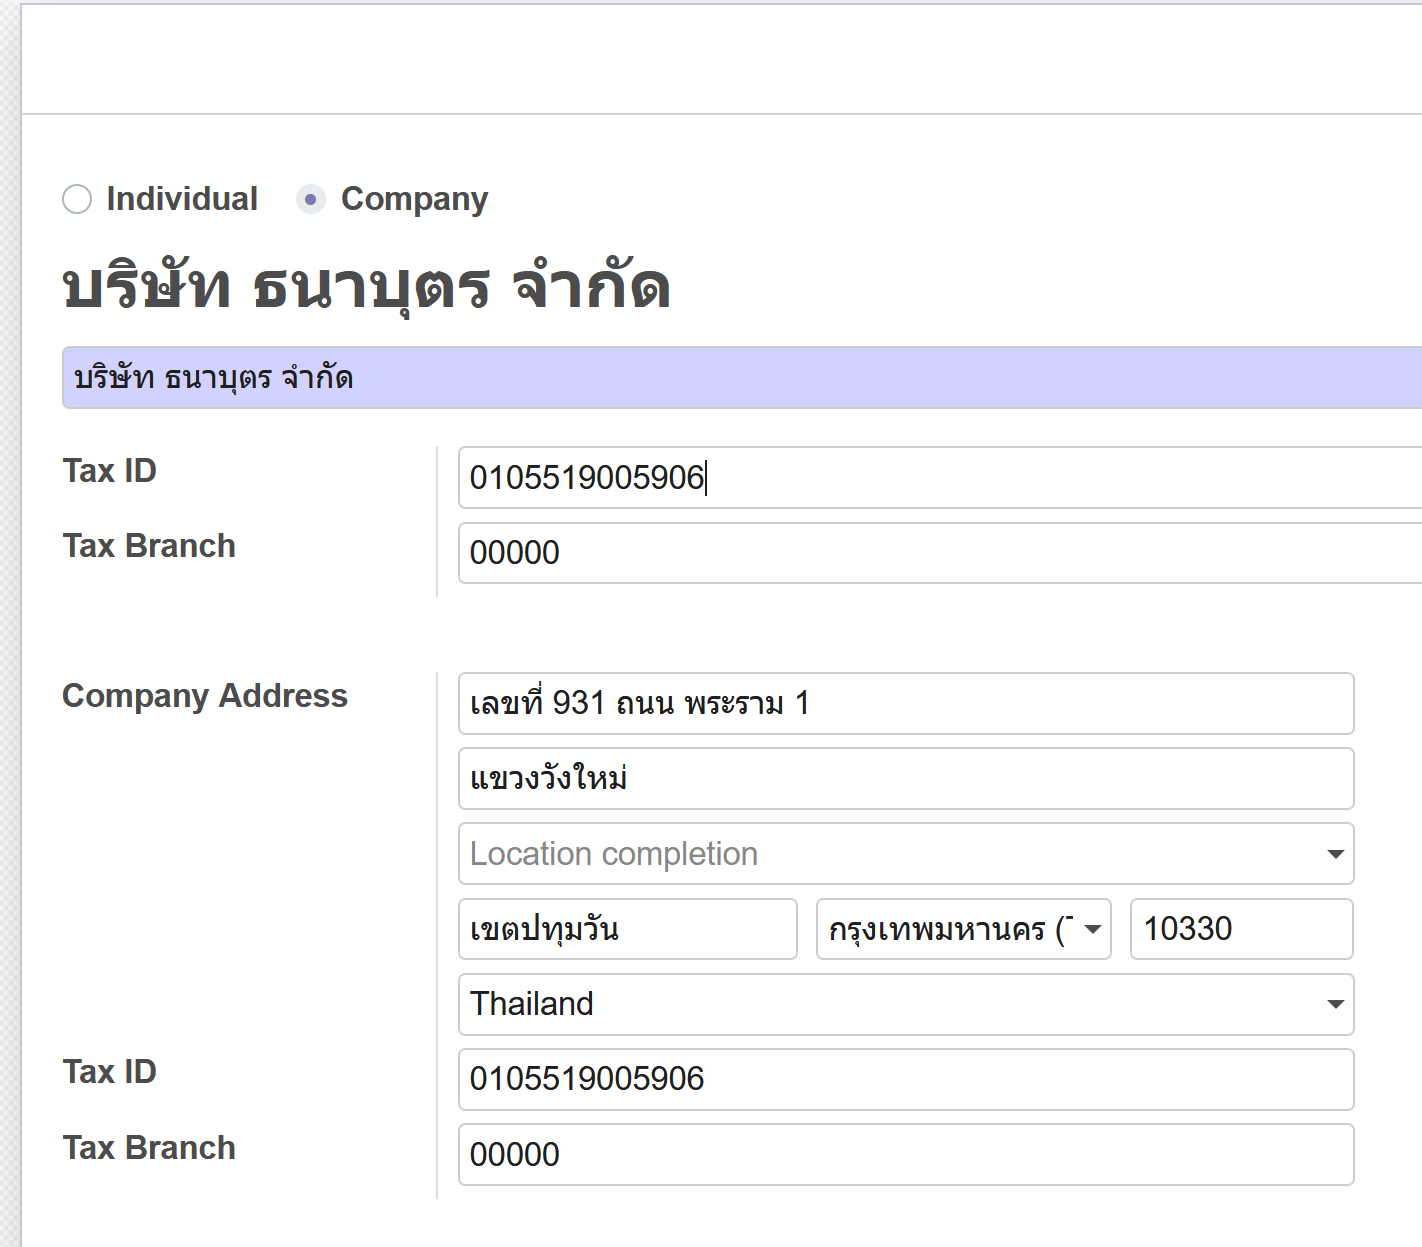 Individual Company
บริษัท ธนาบุตร จำกัด
บริษัท ธนาบุตร จำกัด
Tax ID 0105519005906
Tax Branch 00000
Company Address เลขที่ 931 ถนน พระราม 1
แขวงวังใหม่
Location completion
เขตปทุมวัน กรุงเทพมหานคร ( 10330
Thailand
Tax ID 0105519005906
Tax Branch 00000